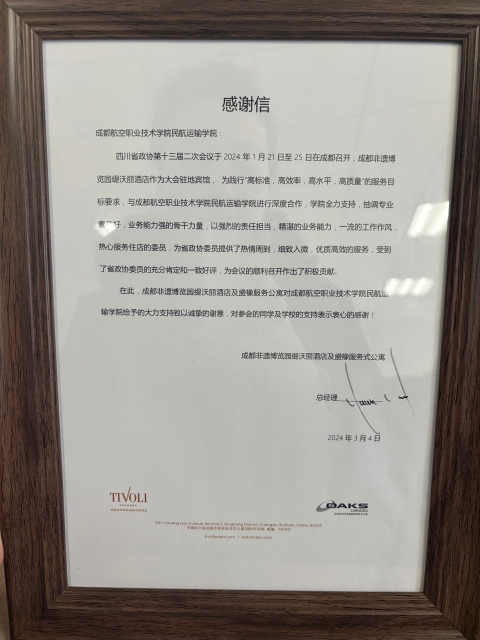 感谢信
成都航空职业技术学院民航运输学院：
四川省政协第十三届二次会议于 2024 年 1 月 21 日至 25 日在成都召开，成都非遗博
览园缇沃丽酒店作为大会驻地宾馆，为践行“高标准，高效率，高水平，高质量”的服务目
标要求，与成都航空职业技术学院民航运输学院进行深度合作，学院全力支持，抽调专业
素养好，业务能力强的骨干力量，以强烈的责任担当，精湛的业务能力，一流的工作作风，
热心服务住店的委员，为省政协委员提供了热情周到，细致入微，优质高效的服务，受到
了省政协委员的充分肯定和一致好评，为会议的顺利召开作出了积极贡献。
在此，成都非遗博览园缇沃丽酒店及盛橡服务公寓对成都航空职业技术学院民航运
输学院给予的大力支持致以诚挚的谢意，对参会的同学及学校的支持表示衷心的感谢！
成都非遗博览园缇沃丽酒店及盛橡服务式公寓
总经理
2024 年 3 月 4 日
TIVOLI
OAKS
CHENGDU